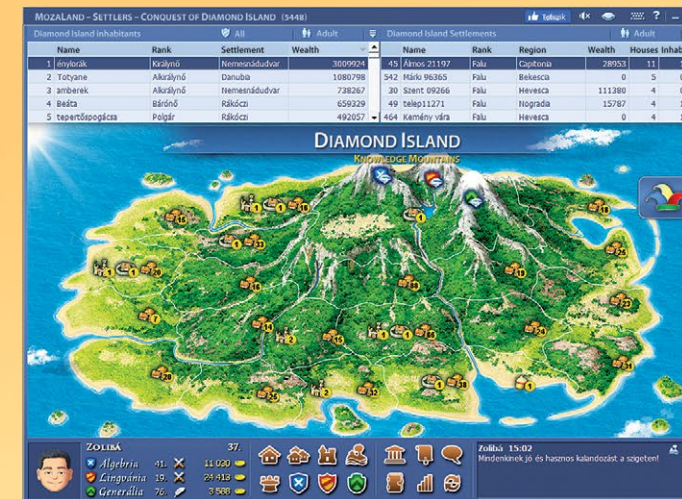 MOZALAND – SETTLERS – CONQUEST OF DIAMOND ISLAND (5448)
Tetszik
?
Diamond Island inhabitants All Adult
Diamond Island Settlements Adult
Name Rank Settlement Wealth
Name Rank Region Wealth Houses Inhab
1 énylorák Királynő Nemesnádudvar 3009924
45 Álmos 21197 Falu Capitonia 28953 11
2 Totyane Alkirálynő Danubia 1080798
542 Márki 96365 Falu Bekesca 0 5
3 amberek Alkirálynő Nemesnádudvar 738267
30 Szent 09266 Falu Hevesca 111380 4
4 Beáta Bárónő Rákóczi 659329
49 telep11271 Falu Nogradia 15787 4
5 tepertőspogácsa Polgár Rákóczi 492057
464 Kemény vára Falu Hevesca 0 4
DIAMOND ISLAND
KNOWLEDGE MOUNTAINS
ZOLIBÁ 37.
Algebria 41. 11 020
Lingvánia 19. 24 413
Generália 76. 3 588
Zolibá 15:02
Mindenkinek jó és hasznos kalandozást a szigeten!